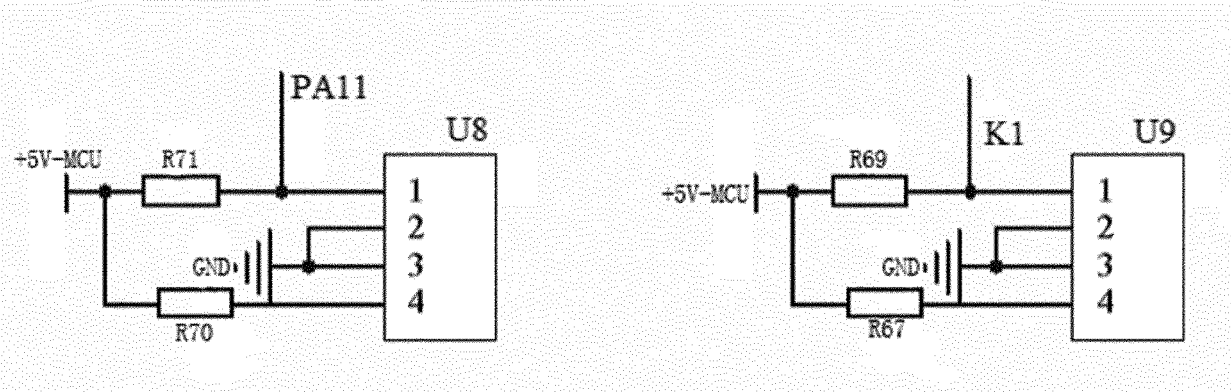 PA11
U8
+5V-MCU
R71
1
2
GND
3
4
R70
K1
U9
R69
+5V-MCU
1
2
GND
3
4
R67